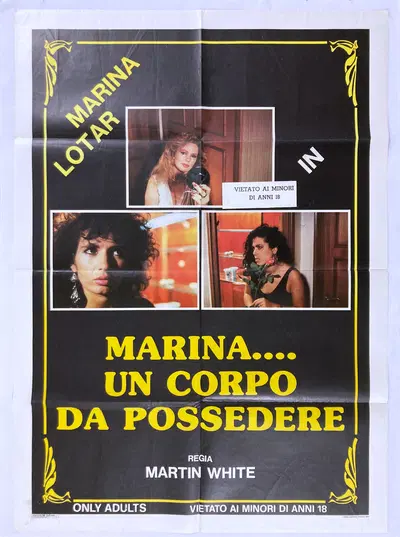 MARINA
LOTAR
IN
VIETATO AI MINORI
DI ANNI 18
MARINA....
UN CORPO
DA POSSEDERE
REGIA
MARTIN WHITE
ONLY ADULTS
VIETATO AI MINORI DI ANNI 18